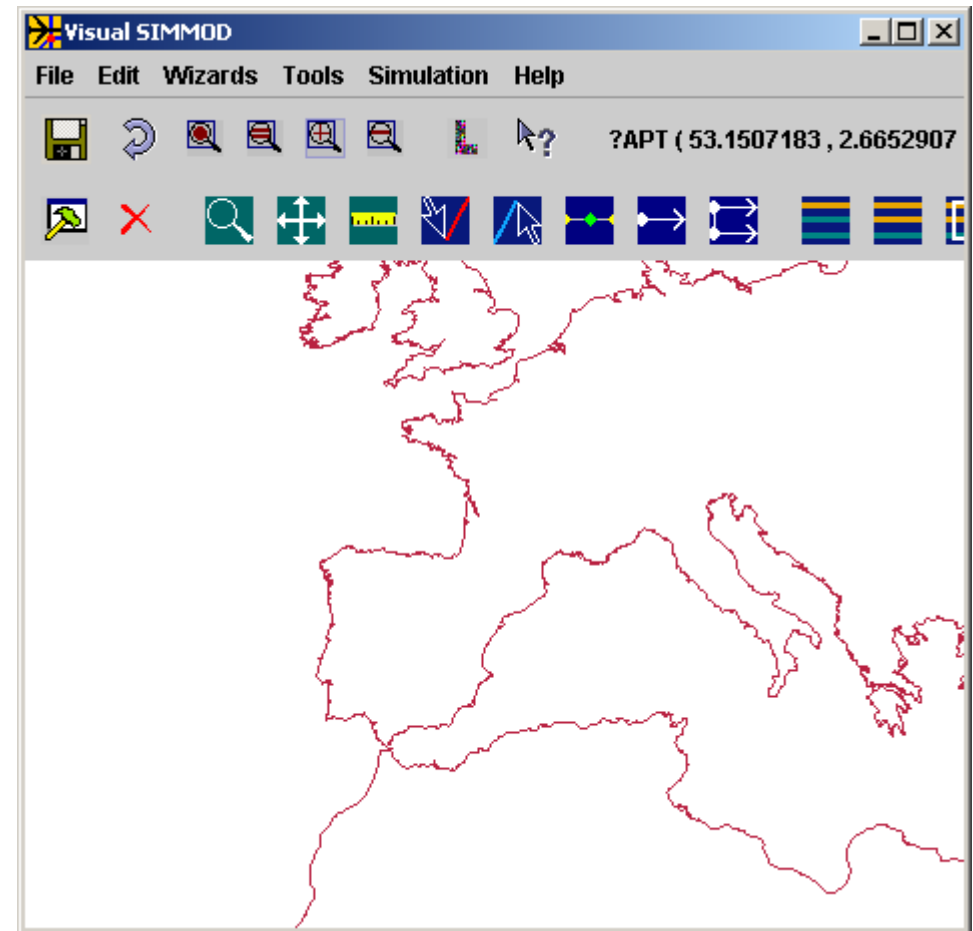 Visual SIMMOD
File Edit Wizards Tools Simulation Help
?APT ( 53.1507183 , 2.6652907